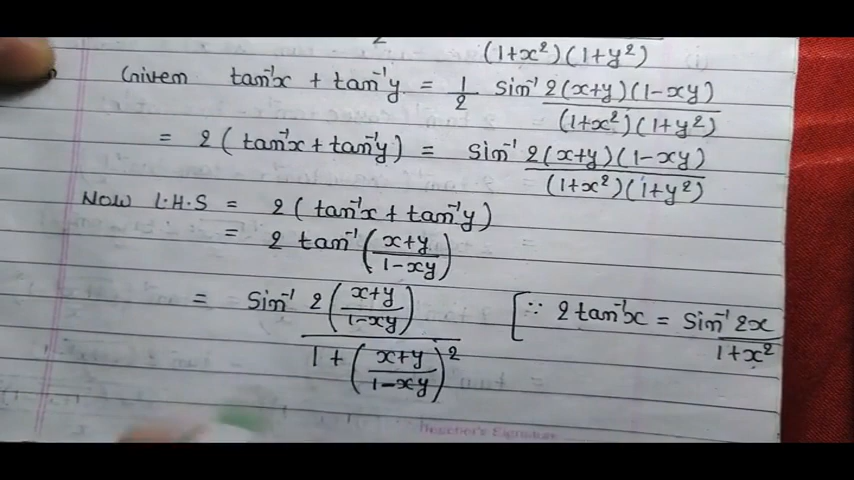 2
(1+x²)(1+y²)
Given tan⁻¹x + tan⁻¹y = 1/2 sin⁻¹ 2(x+y)(1-xy)/(1+x²)(1+y²)
= 2(tan⁻¹x + tan⁻¹y) = sin⁻¹ 2(x+y)(1-xy)/(1+x²)(1+y²)
Now L.H.S = 2(tan⁻¹x + tan⁻¹y)
= 2 tan⁻¹((x+y)/(1-xy))
= Sin⁻¹ 2((x+y)/(1-xy))/1+((x+y)/(1-xy))² [∵ 2tan⁻¹x = Sin⁻¹ 2x/1+x²
Teacher's Signature